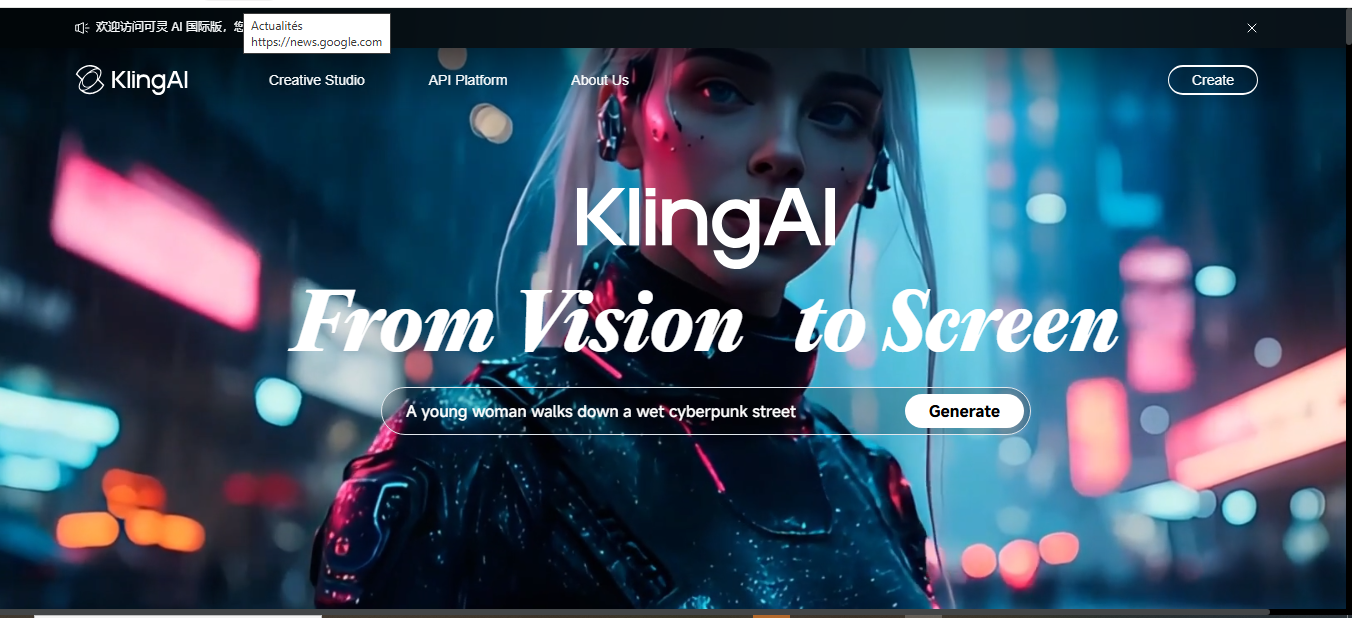 欢迎访问可灵 AI 国际版，您
Actualités
https://news.google.com
KlingAI
Creative Studio
API Platform
About Us
Create
KlingAI
From Vision to Screen
A young woman walks down a wet cyberpunk street
Generate